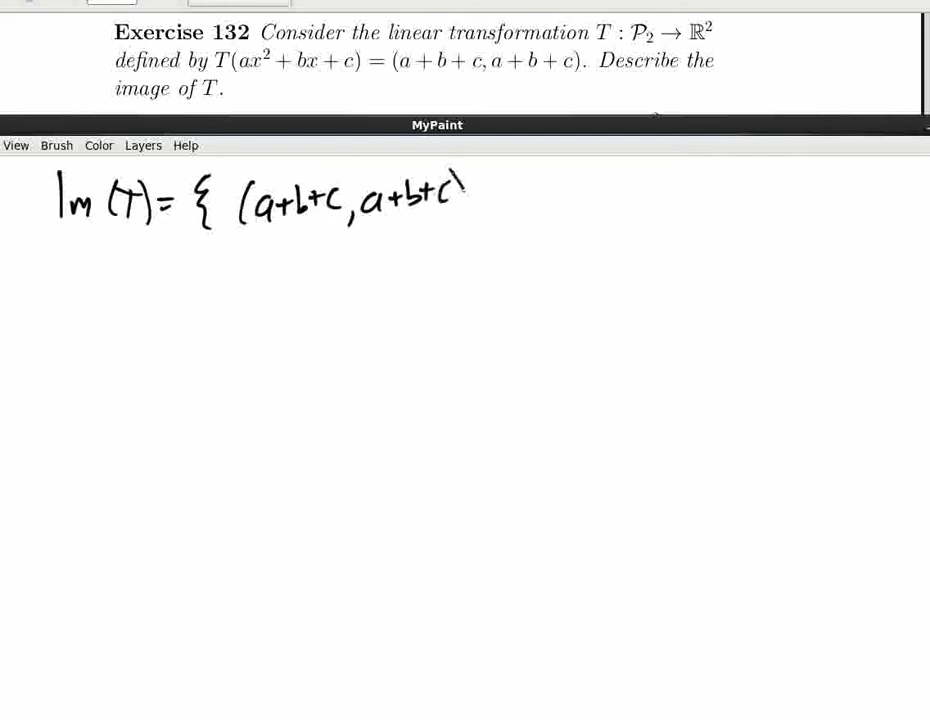 Exercise 132 Consider the linear transformation T : P₂ → ℝ²
defined by T(ax² + bx + c) = (a + b + c, a + b + c). Describe the
image of T.
MyPaint
View Brush Color Layers Help
Im (T) = { (a+b+c, a+b+c)